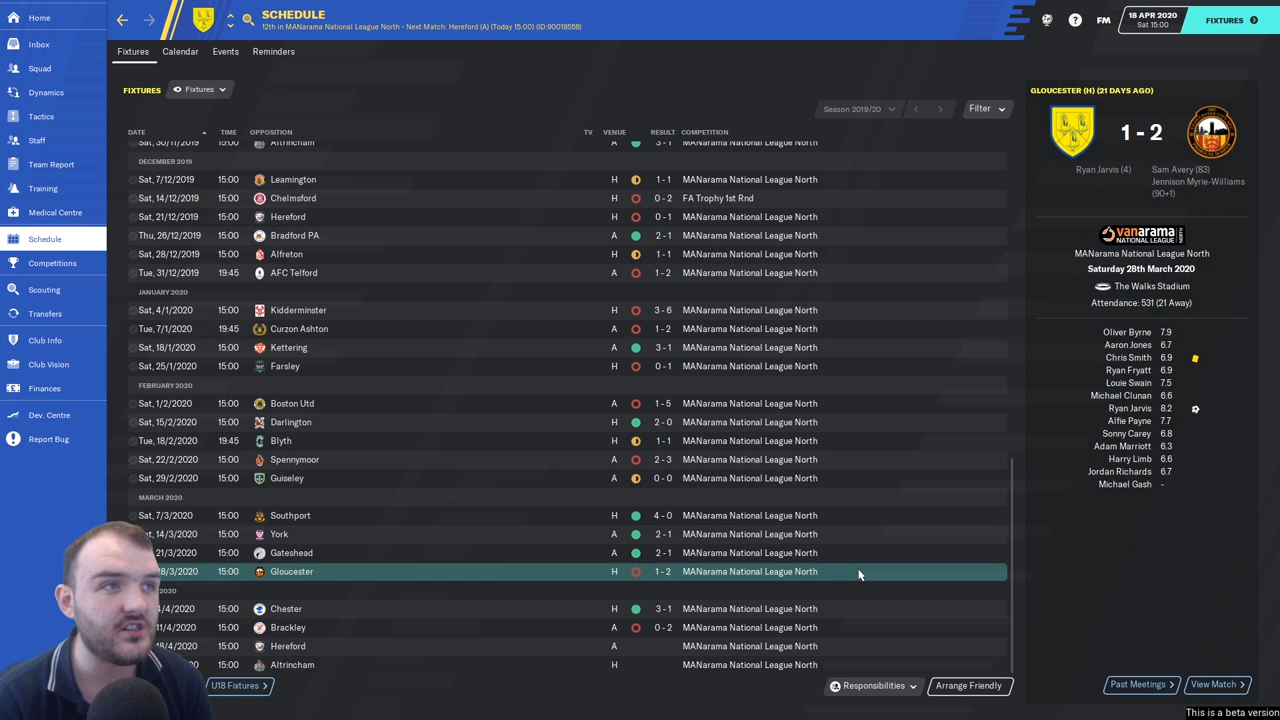 Home
Inbox
Squad
Dynamics
Tactics
Staff
Team Report
Training
Medical Centre
Schedule
Competitions
Scouting
Transfers
Club Info
Club Vision
Finances
Dev. Centre
Report Bug
SCHEDULE
12th in MANarama National League North - Next Match: Hereford (A) (Today 15:00) (ID:90018558)
FM
18 APR 2020
Sat 15:00
FIXTURES
Fixtures Calendar Events Reminders
FIXTURES Fixtures
Season 2019/20 Filter
DATE TIME OPPOSITION TV VENUE RESULT COMPETITION
Sat, 30/11/2019 15:00 Altrincham A 3 - 1 MANarama National League North
DECEMBER 2019
Sat, 7/12/2019 15:00 Leamington H 1 - 1 MANarama National League North
Sat, 14/12/2019 15:00 Chelmsford H 0 - 2 FA Trophy 1st Rnd
Sat, 21/12/2019 15:00 Hereford H 0 - 1 MANarama National League North
Thu, 26/12/2019 15:00 Bradford PA A 2 - 1 MANarama National League North
Sat, 28/12/2019 15:00 Alfreton H 1 - 1 MANarama National League North
Tue, 31/12/2019 19:45 AFC Telford A 1 - 2 MANarama National League North
JANUARY 2020
Sat, 4/1/2020 15:00 Kidderminster H 3 - 6 MANarama National League North
Tue, 7/1/2020 19:45 Curzon Ashton A 1 - 2 MANarama National League North
Sat, 18/1/2020 15:00 Kettering A 3 - 1 MANarama National League North
Sat, 25/1/2020 15:00 Farsley H 0 - 1 MANarama National League North
FEBRUARY 2020
Sat, 1/2/2020 15:00 Boston Utd A 1 - 5 MANarama National League North
Sat, 15/2/2020 15:00 Darlington H 2 - 0 MANarama National League North
Tue, 18/2/2020 19:45 Blyth H 1 - 1 MANarama National League North
Sat, 22/2/2020 15:00 Spennymoor A 2 - 3 MANarama National League North
Sat, 29/2/2020 15:00 Guiseley A 0 - 0 MANarama National League North
MARCH 2020
Sat, 7/3/2020 15:00 Southport H 4 - 0 MANarama National League North
14/3/2020 15:00 York A 2 - 1 MANarama National League North
21/3/2020 15:00 Gateshead A 2 - 1 MANarama National League North
8/3/2020 15:00 Gloucester H 1 - 2 MANarama National League North
2020
4/4/2020 15:00 Chester H 3 - 1 MANarama National League North
11/4/2020 15:00 Brackley A 0 - 2 MANarama National League North
18/4/2020 15:00 Hereford A MANarama National League North
15:00 Altrincham H MANarama National League North
U18 Fixtures Responsibilities Arrange Friendly
GLOUCESTER (H) (21 DAYS AGO)
1 - 2
Ryan Jarvis (4) Sam Avery (83)
Jennison Myrie-Williams
(90+1)
vanarama
NATIONAL LEAGUE NORTH
MANarama National League North
Saturday 28th March 2020
The Walks Stadium
Attendance: 531 (21 Away)
Oliver Byrne 7.9
Aaron Jones 6.7
Chris Smith 6.9
Ryan Fryatt 6.9
Louie Swain 7.5
Michael Clunan 6.6
Ryan Jarvis 8.2
Alfie Payne 7.7
Sonny Carey 6.8
Adam Marriott 6.3
Harry Limb 6.6
Jordan Richards 6.7
Michael Gash -
Past Meetings View Match
This is a beta version